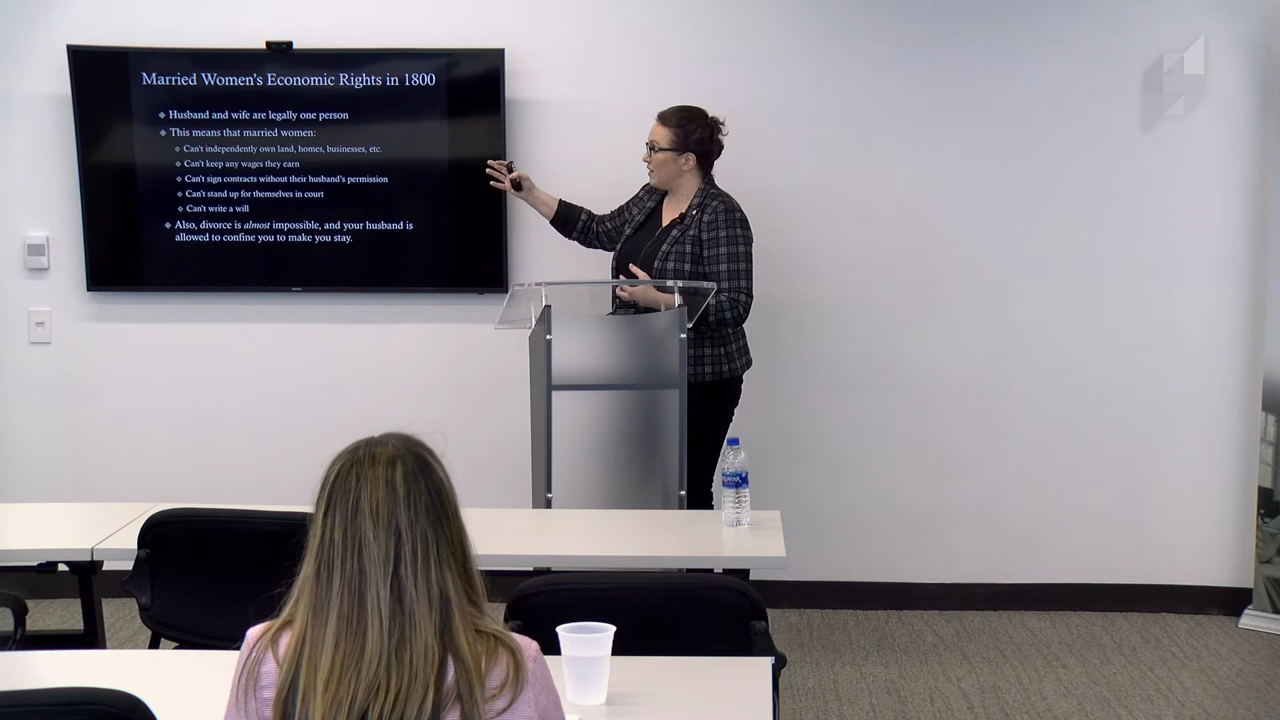 Married Women's Economic Rights in 1800
Husband and wife are legally one person
This means that married women:
Can't independently own land, homes, businesses, etc.
Can't keep any wages they earn
Can't sign contracts without their husband's permission
Can't stand up for themselves in court
Can't write a will
Also, divorce is almost impossible, and your husband is
allowed to confine you to make you stay.